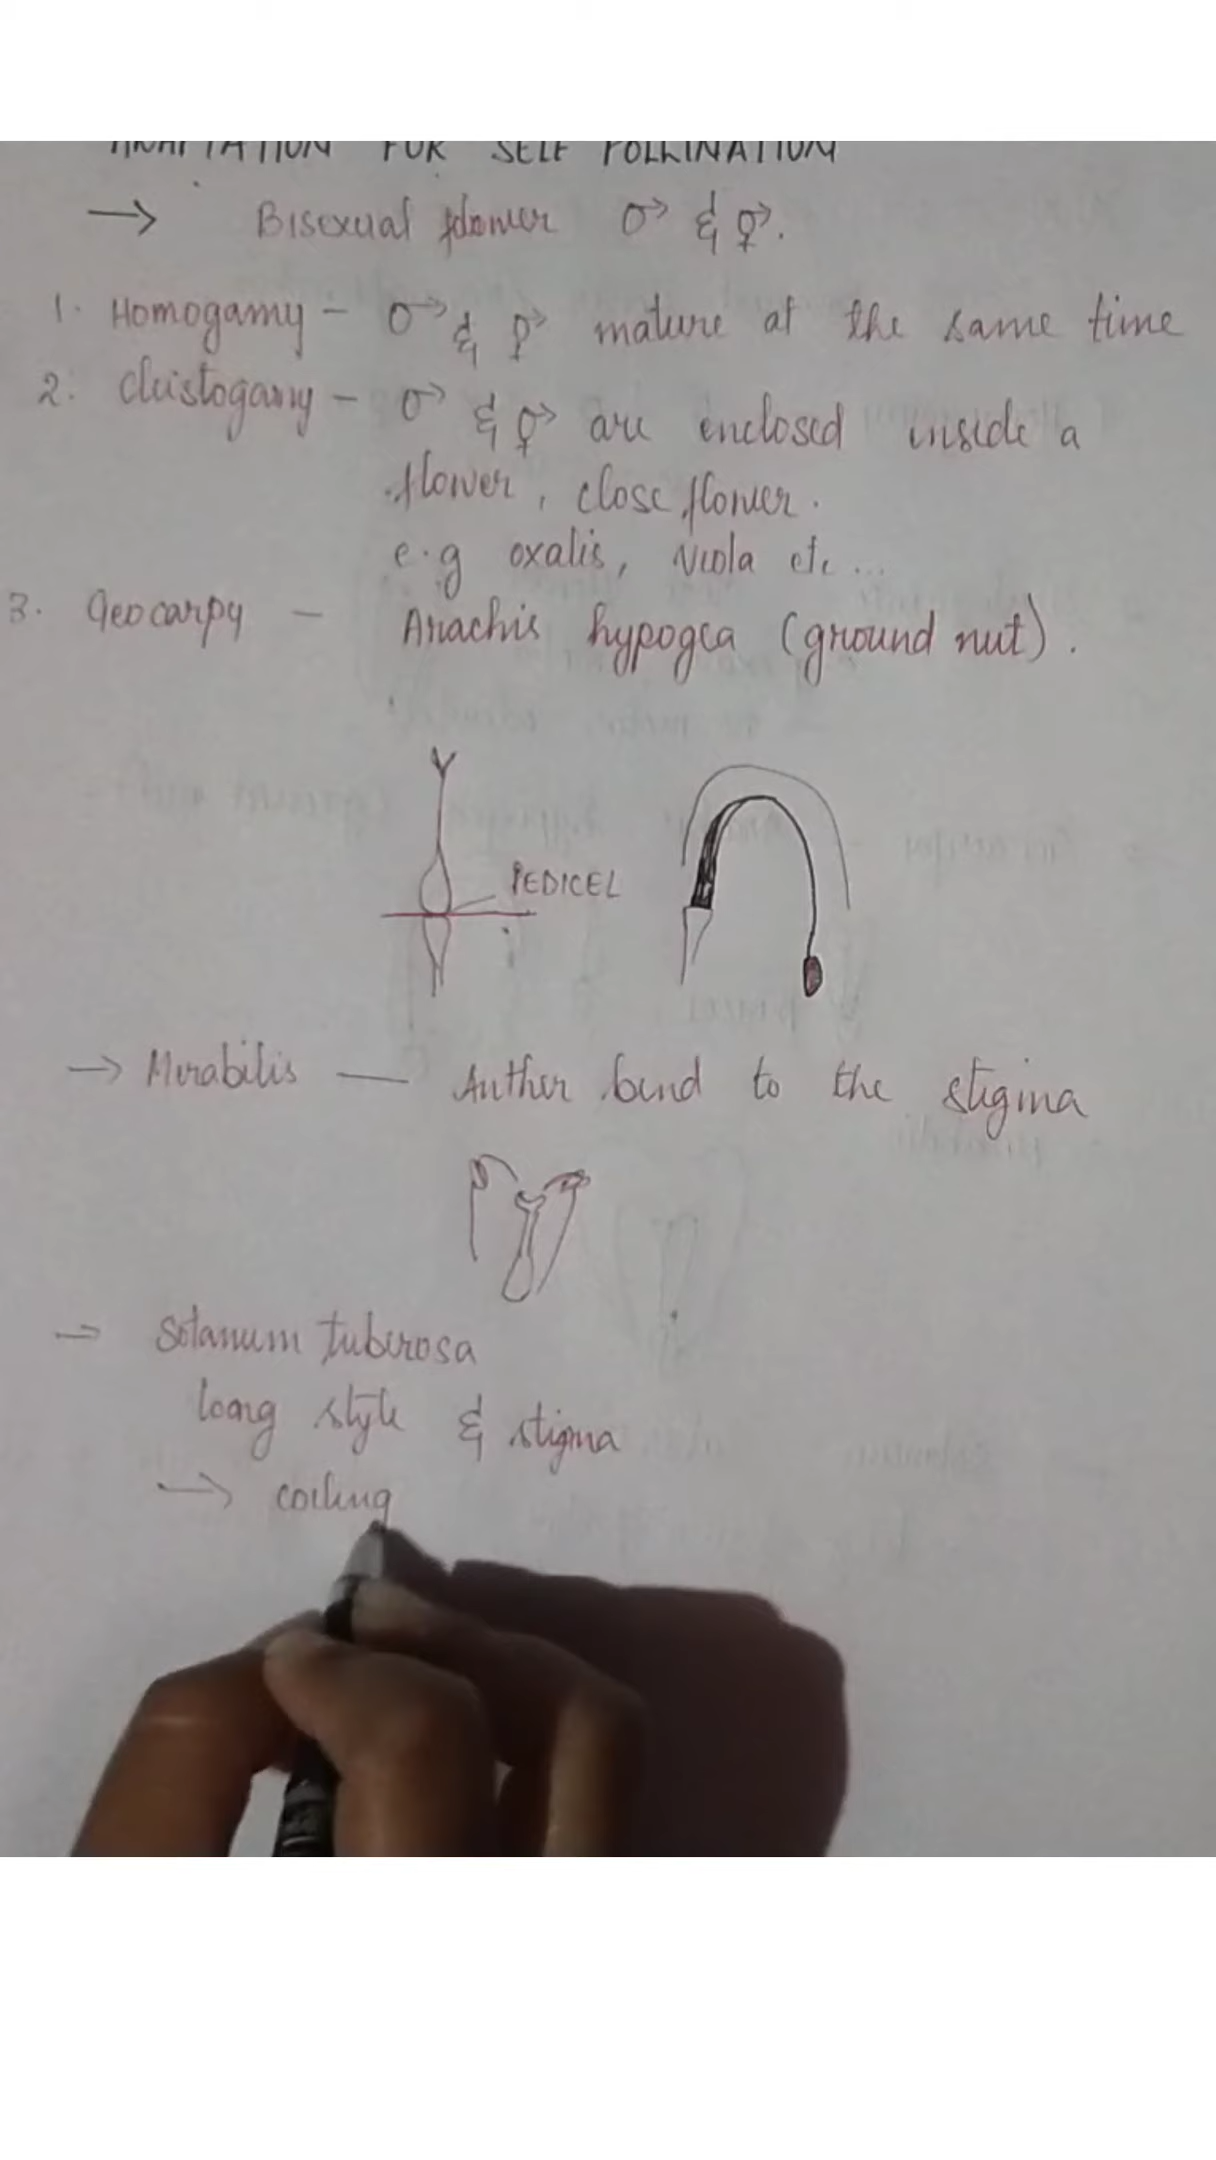 ADAPTATION FOR SELF POLLINATION
→ Bisexual flower ♂ & ⚥.
1. Homogamy - ♂ & ⚥ mature at the same time
2. Cleistogamy - ♂ & ⚥ are enclosed inside a
flower, close flower.
e.g oxalis, Viola etc ...
3. Geocarpy - Arachis hypogea (ground nut).
PEDICEL
→ Mirabilis — Anther bend to the stigma
→ Solanum tuberosa
long style & stigma
→ coiling